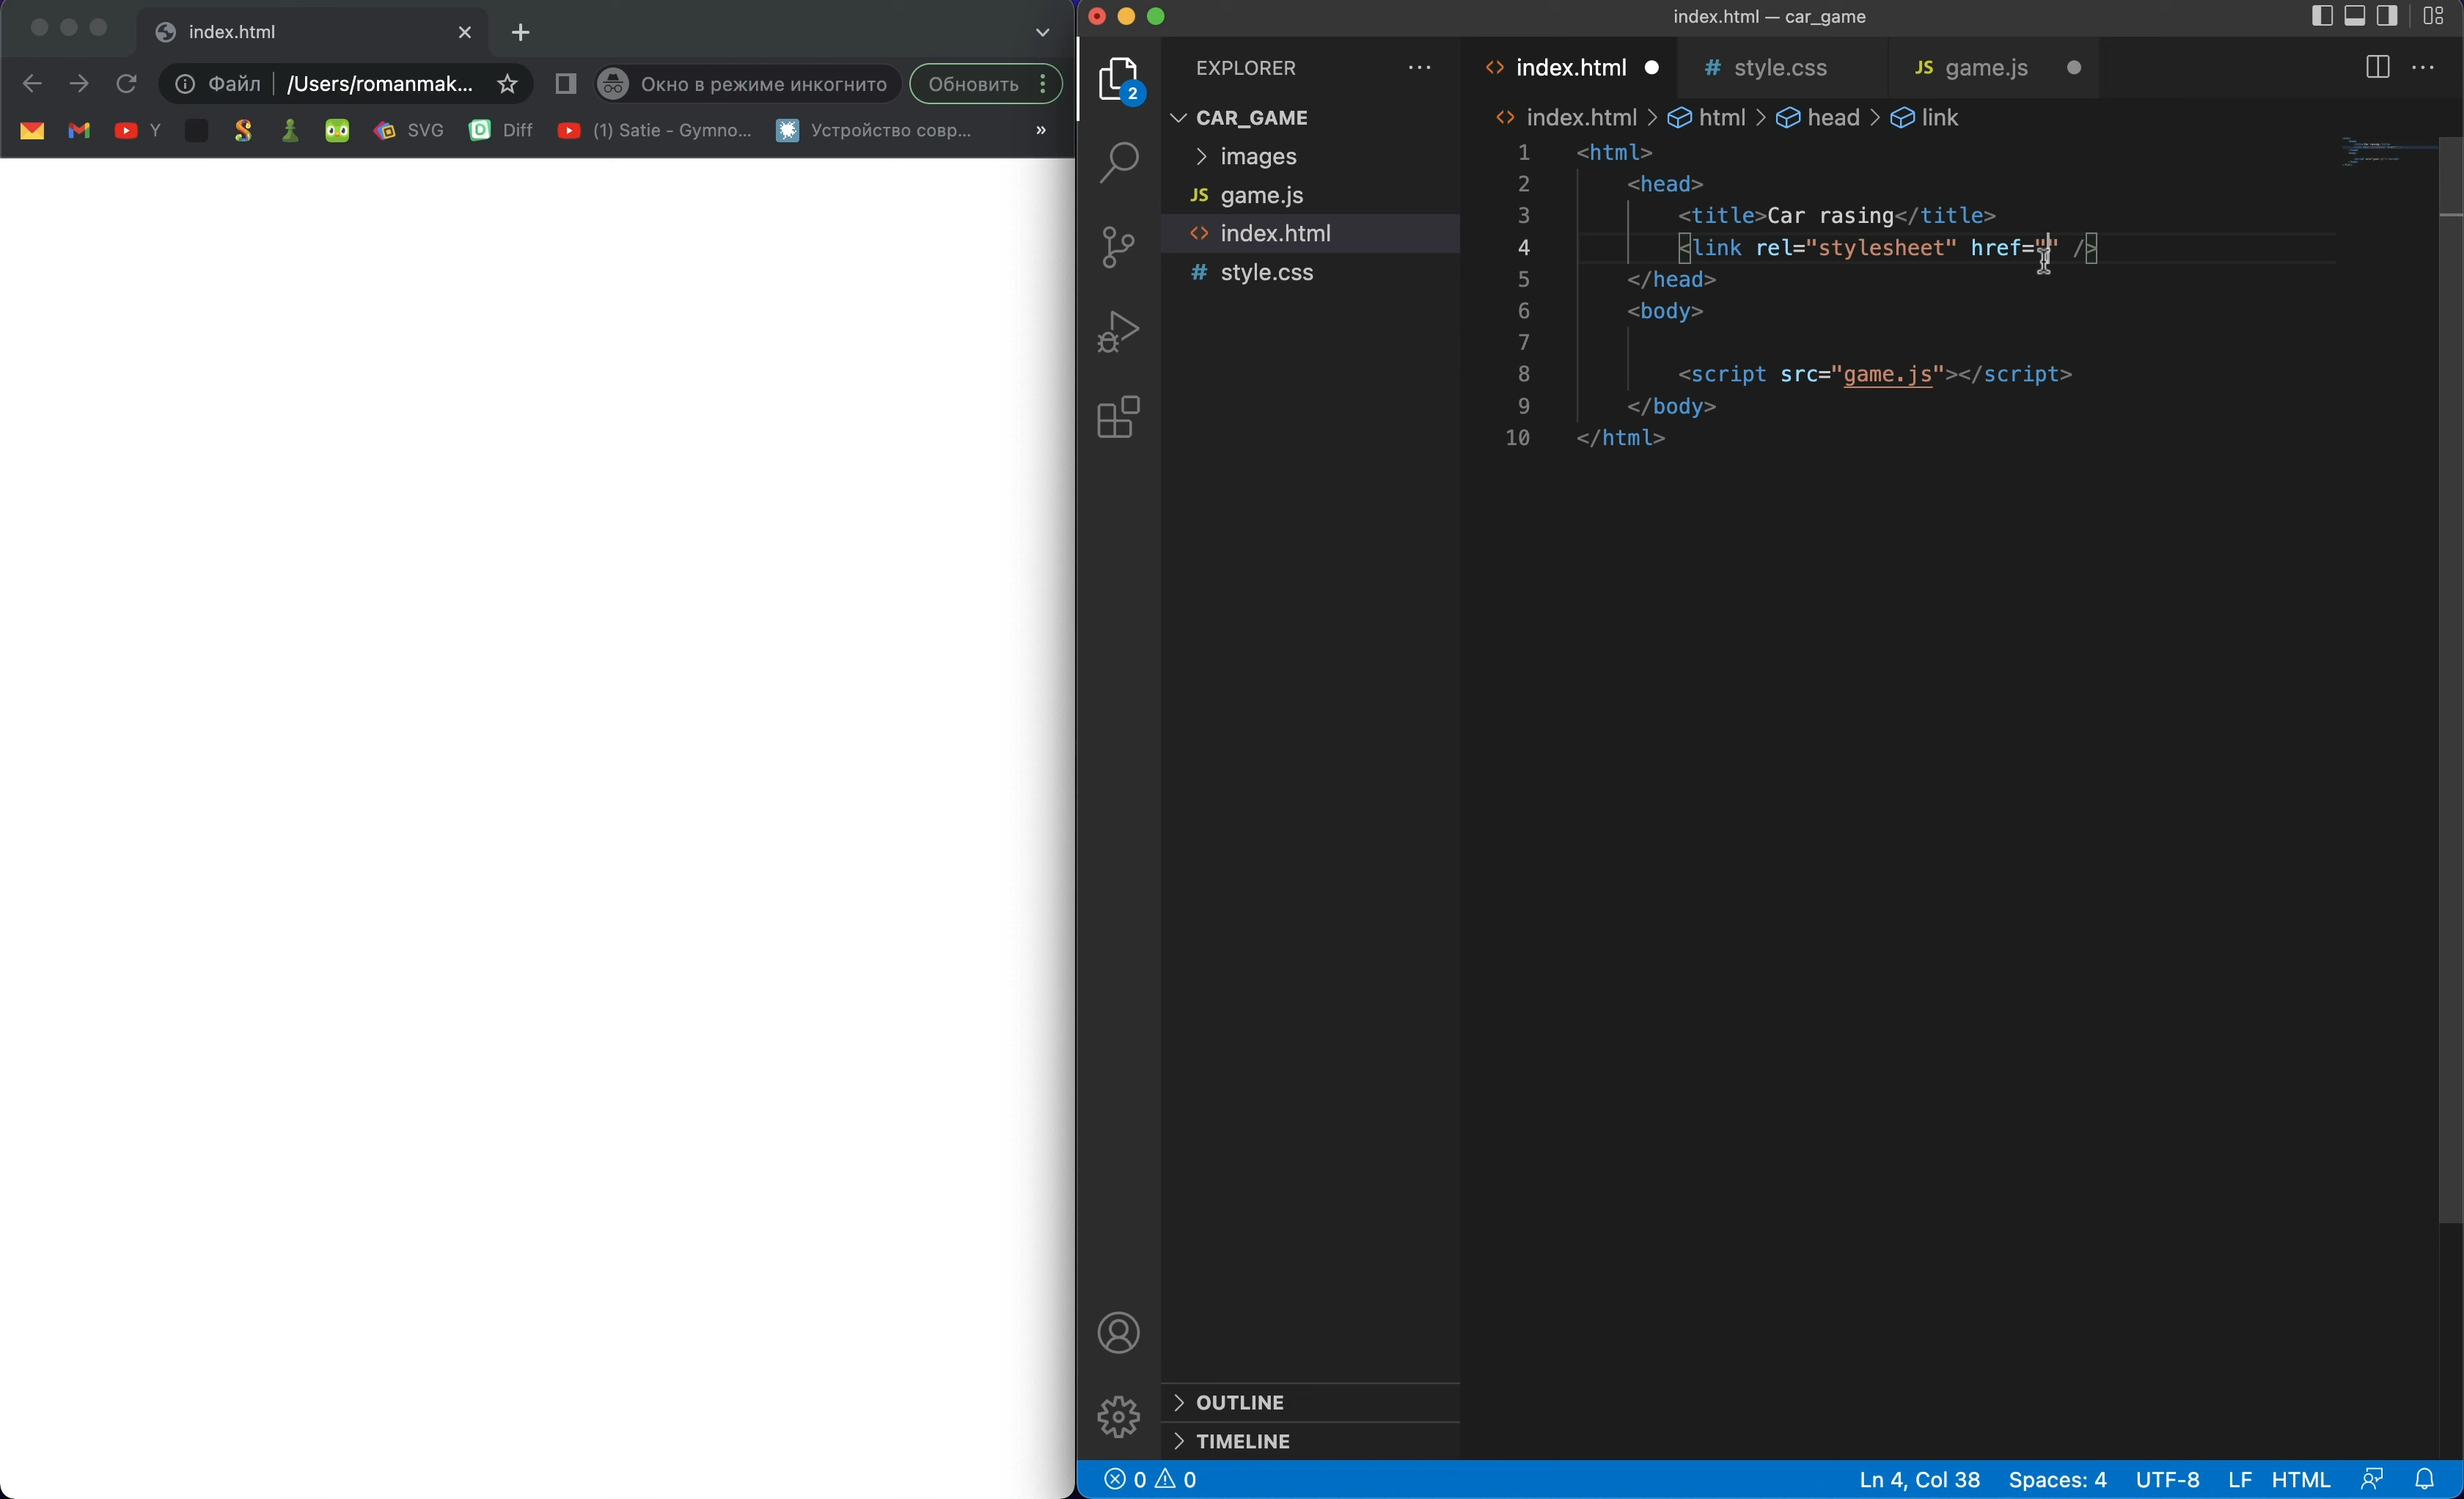 index.html
Файл /Users/romanmak... Окно в режиме инкогнито Обновить
Y SVG Diff (1) Satie - Gymno... Устройство совр... »
index.html — car_game
2
EXPLORER
CAR_GAME
images
JS game.js
<> index.html
# style.css
OUTLINE
TIMELINE
<> index.html # style.css JS game.js
<> index.html > html > head > link
1 <html>
2 <head>
3 <title>Car rasing</title>
4 <link rel="stylesheet" href="" />
5 </head>
6 <body>
7
8 <script src="game.js"></script>
9 </body>
10 </html>
0 0 Ln 4, Col 38 Spaces: 4 UTF-8 LF HTML